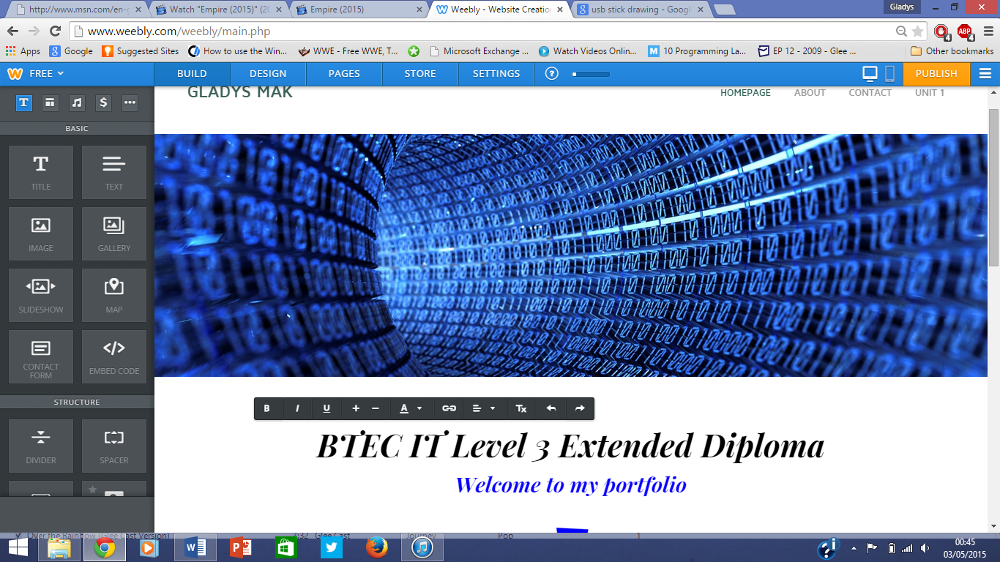 http://www.msn.com/en-g
Watch "Empire (2015)" (20
Empire (2015)
Weebly - Website Creation
usb stick drawing - Googl
Gladys
www.weebly.com/weebly/main.php
4
ABP
4
Apps
Google
Suggested Sites
How to use the Win...
WWE - Free WWE, T...
Microsoft Exchange ...
Watch Videos Onlin...
M
10 Programming La...
EP 12 - 2009 - Glee ...
Other bookmarks
FREE
BUILD
DESIGN
PAGES
STORE
SETTINGS
?
PUBLISH
T
$
GLADYS MAK
HOMEPAGE
ABOUT
CONTACT
UNIT 1
BASIC
T
TITLE
TEXT
IMAGE
GALLERY
SLIDESHOW
MAP
CONTACT
FORM
EMBED CODE
STRUCTURE
DIVIDER
SPACER
B
I
U
+
−
A
Tx
BTEC IT Level 3 Extended Diploma
Welcome to my portfolio
Over the Rainbow (Glee Cast Version)
2:32
Glee Cast
Journey
Pop
1
00:45
03/05/2015